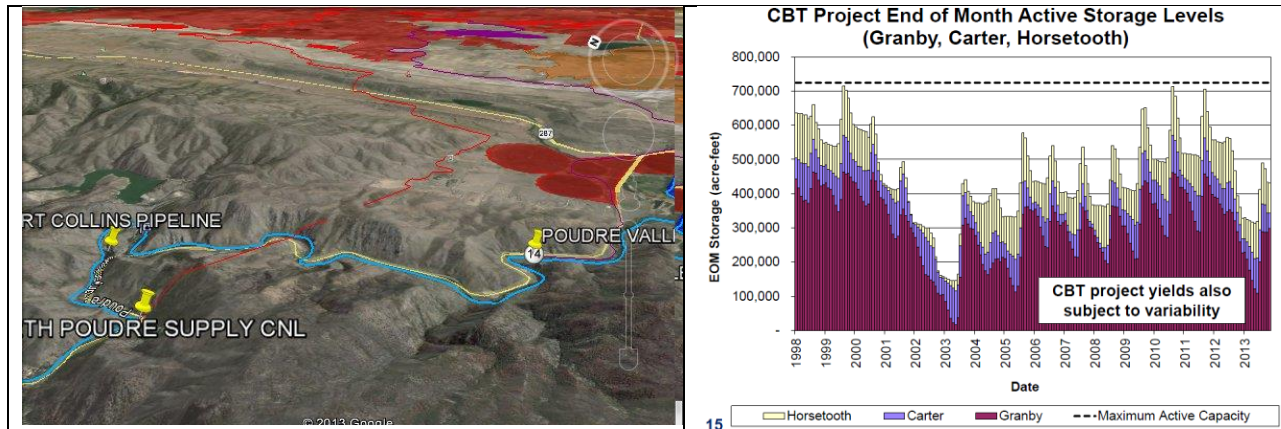 N
287
RT COLLINS PIPELINE
14
POUDRE VALL
Poudre
TH POUDRE SUPPLY CNL
© 2013 Google
CBT Project End of Month Active Storage Levels
(Granby, Carter, Horsetooth)
EOM Storage (acre-feet)
800,000
700,000
600,000
500,000
400,000
300,000
200,000
100,000
-
CBT project yields also
subject to variability
1998 1999 2000 2001 2002 2003 2004 2005 2006 2007 2008 2009 2010 2011 2012 2013
Date
15
Horsetooth Carter Granby Maximum Active Capacity